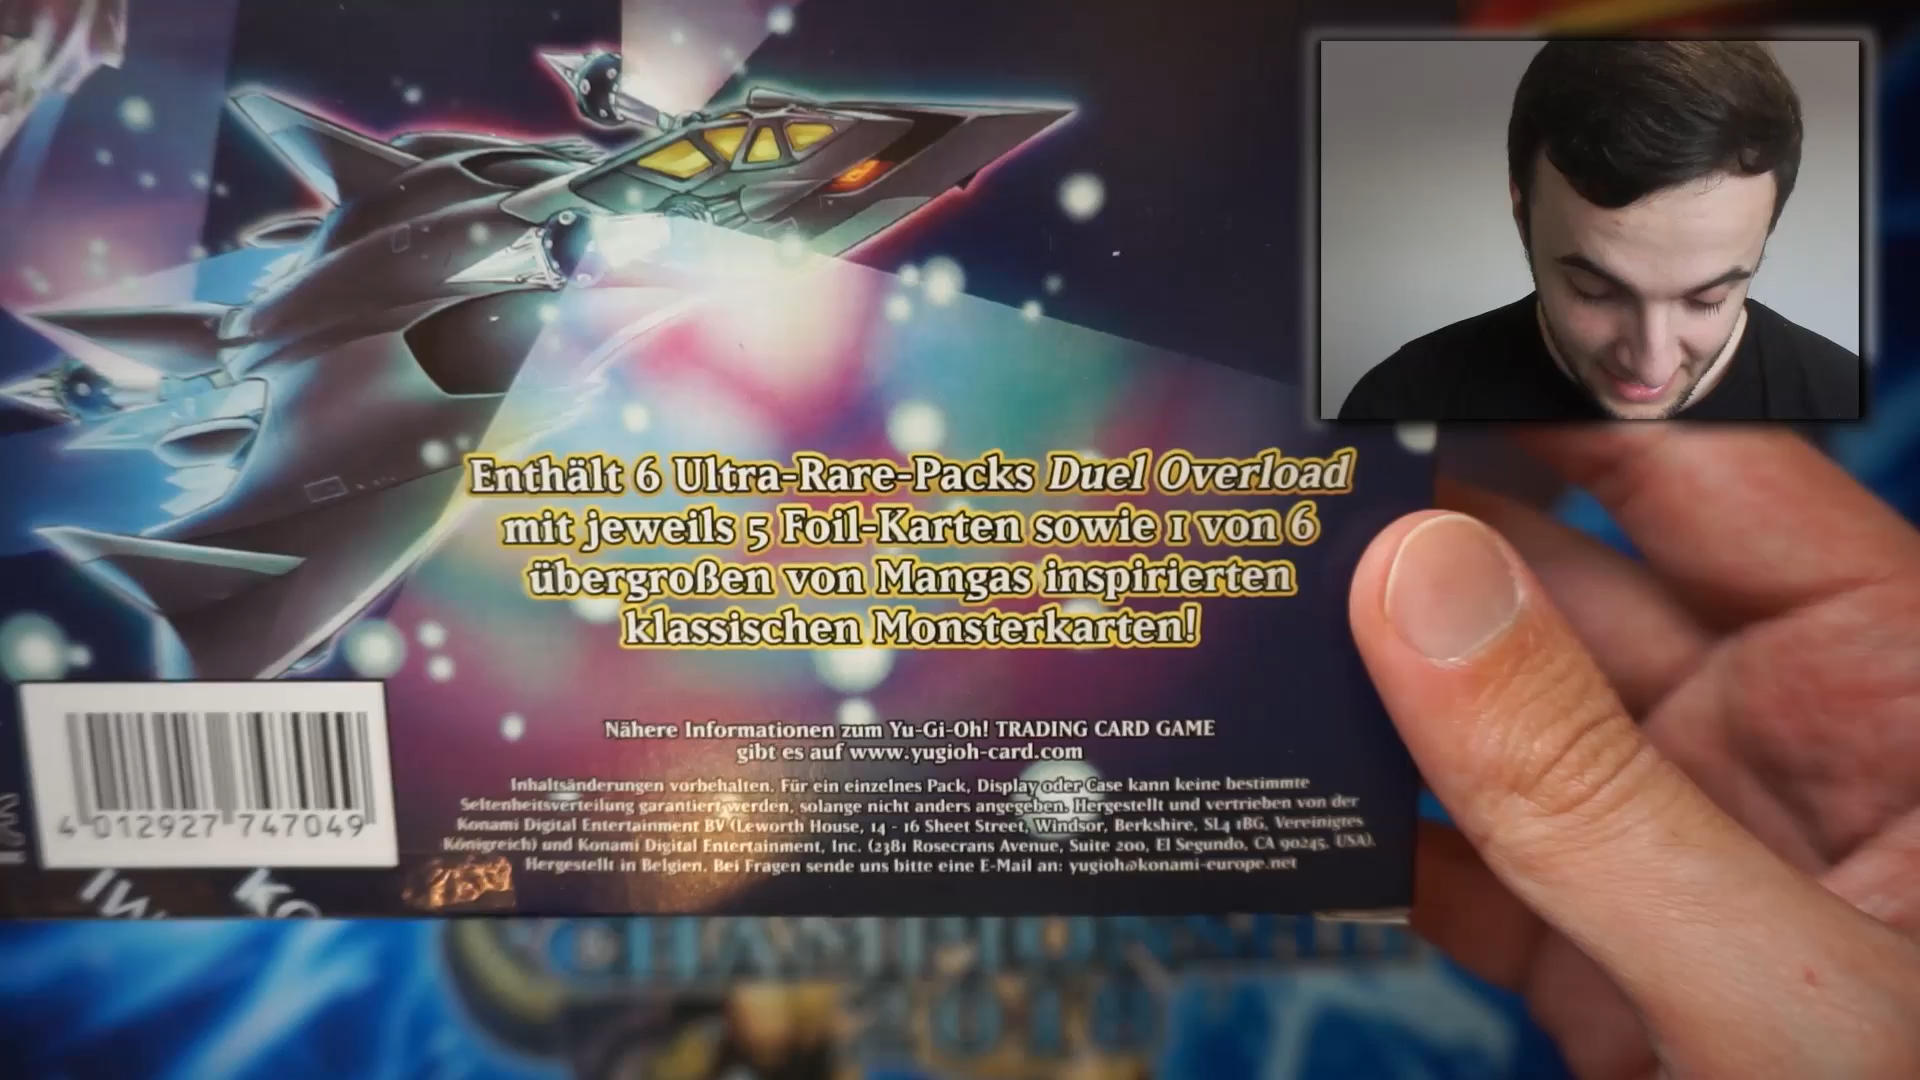 Enthält 6 Ultra-Rare-Packs Duel Overload
mit jeweils 5 Foil-Karten sowie 1 von 6
übergroßen von Mangas inspirierten
klassischen Monsterkarten!
Nähere Informationen zum Yu-Gi-Oh! TRADING CARD GAME
gibt es auf www.yugioh-card.com
Inhaltsänderungen vorbehalten. Für ein einzelnes Pack, Display oder Case kann keine bestimmte
Seltenheitsverteilung garantiert werden, solange nicht anders angegeben. Hergestellt und vertrieben von der
Konami Digital Entertainment BV (Leworth House, 14 - 16 Sheet Street, Windsor, Berkshire, SL4 1BG, Vereinigtes
Königreich) und Konami Digital Entertainment, Inc. (2381 Rosecrans Avenue, Suite 200, El Segundo, CA 90245, USA).
Hergestellt in Belgien. Bei Fragen sende uns bitte eine E-Mail an: yugioh@konami-europe.net
4 012927 747049
CHAMPIONSHIP
2018